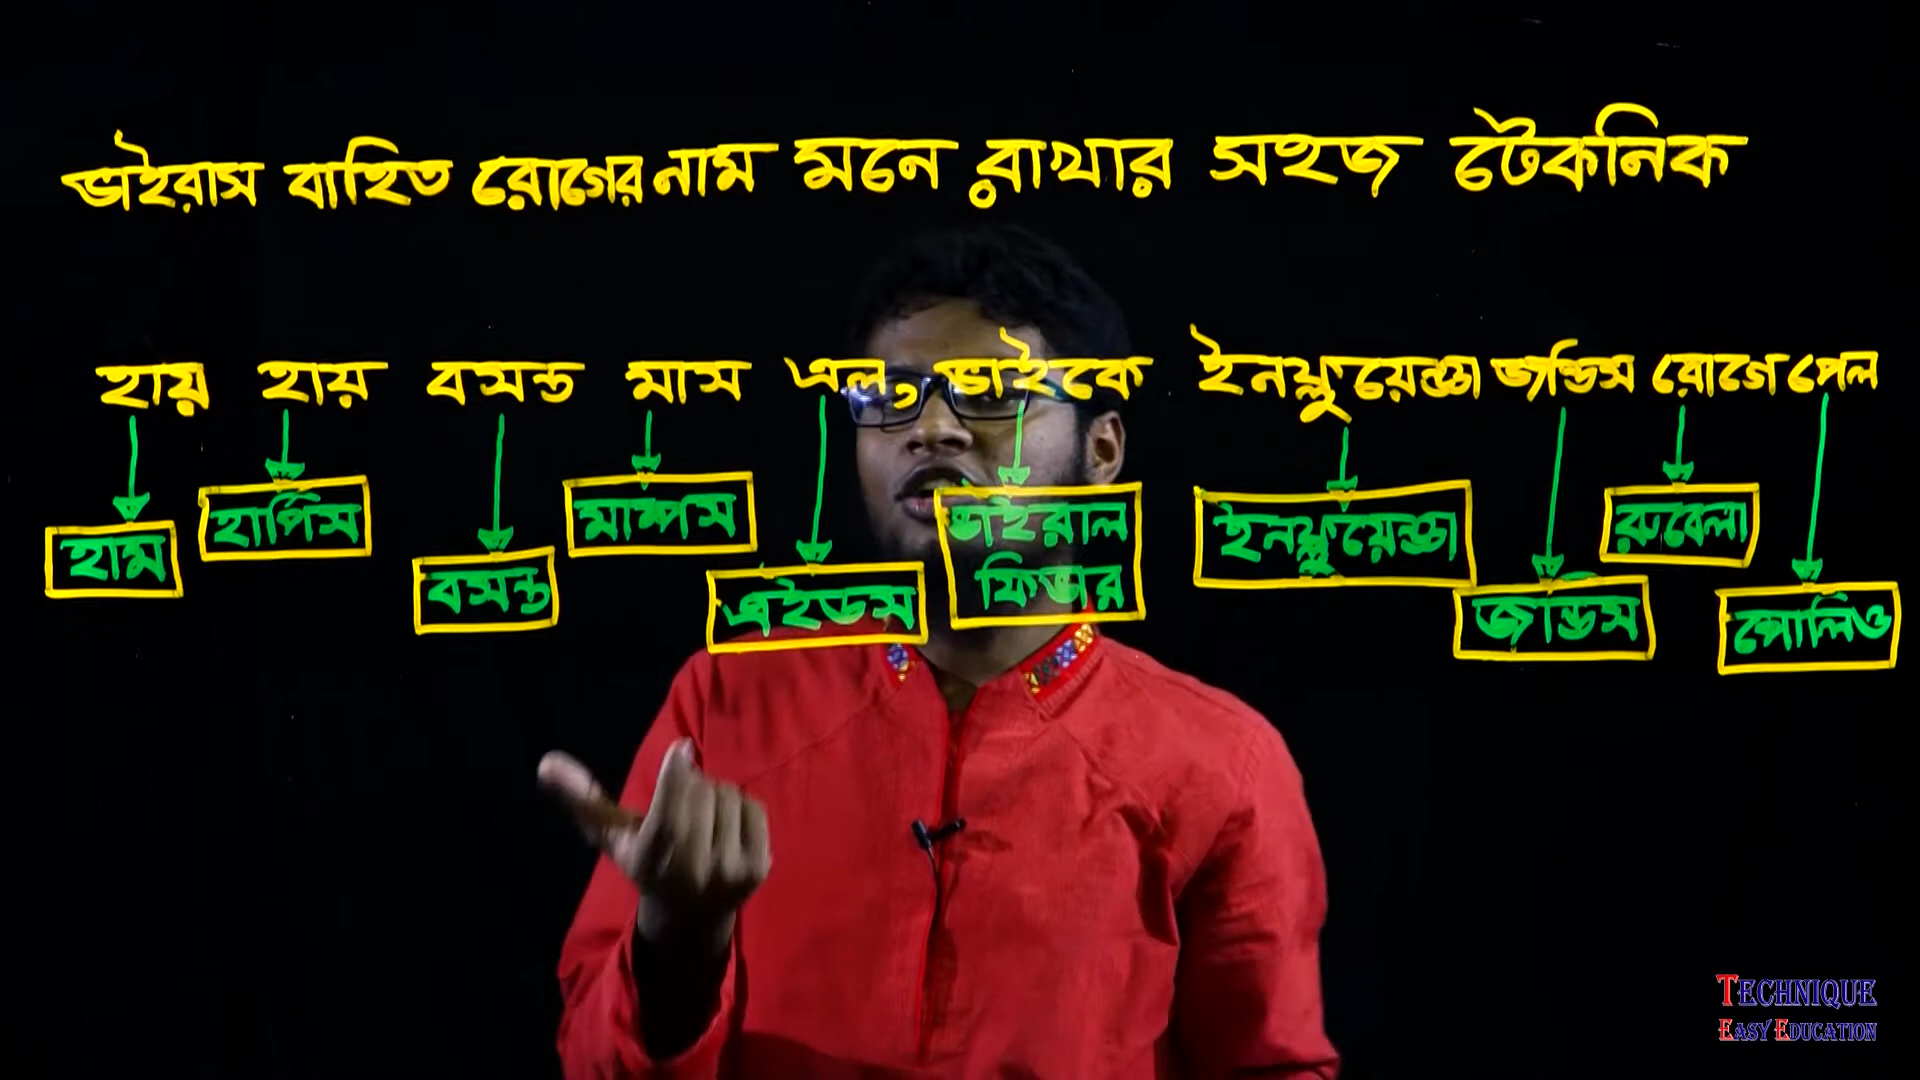 ভাইরাস বাহিত রোগের নাম মনে রাখার সহজ টেকনিক
হায় হায় বসন্ত মাস এল, ভাইকে ইনফ্লুয়েঞ্জা জন্ডিস রোগে পেল
হাম হার্পিস বসন্ত মাম্পস এইডস ভাইরাল ইনফ্লুয়েঞ্জা জন্ডিস রুবেলা পোলিও
ফিভার
TECHNIQUE
EASY EDUCATION